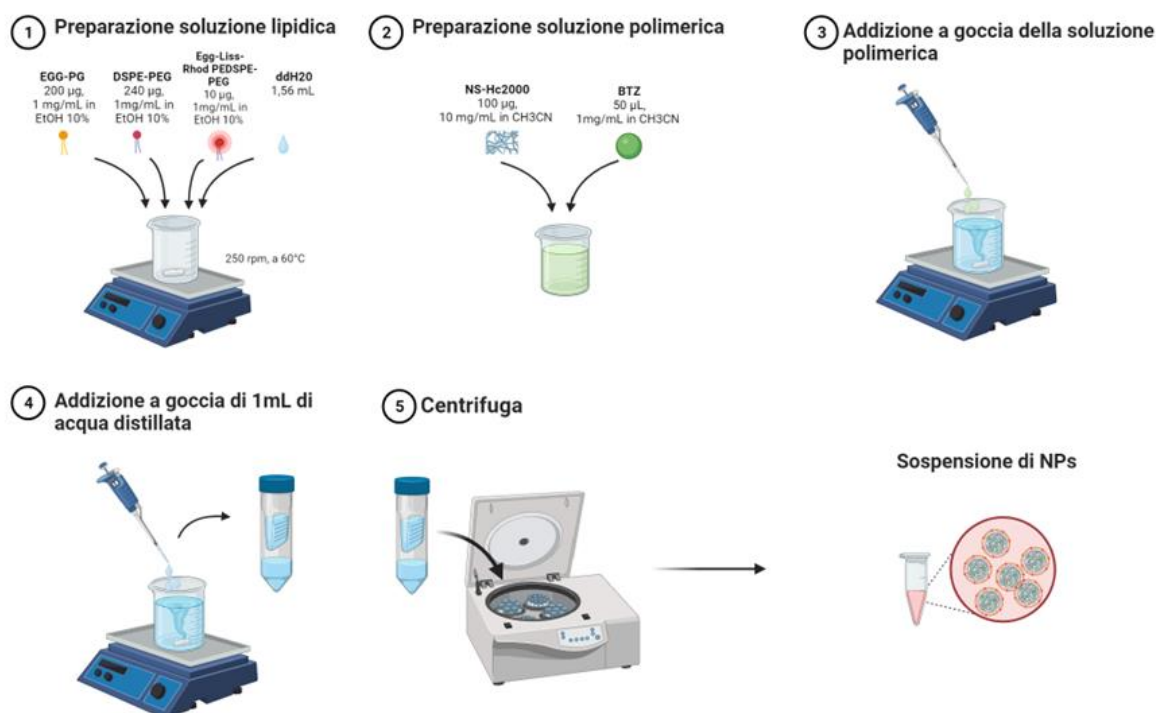 1
Preparazione soluzione lipidica
EGG-PG
200 µg,
1 mg/mL in
EtOH 10%
DSPE-PEG
240 µg,
1mg/mL in
EtOH 10%
Egg-Liss-
Rhod PEDSPE-
PEG
10 µg,
1mg/mL in
EtOH 10%
ddH20
1,56 mL
250 rpm, a 60°C
2
Preparazione soluzione polimerica
NS-Hc2000
100 µg,
10 mg/mL in CH3CN
BTZ
50 µL,
1mg/mL in CH3CN
3
Addizione a goccia della soluzione
polimerica
4
Addizione a goccia di 1mL di
acqua distillata
5
Centrifuga
Sospensione di NPs